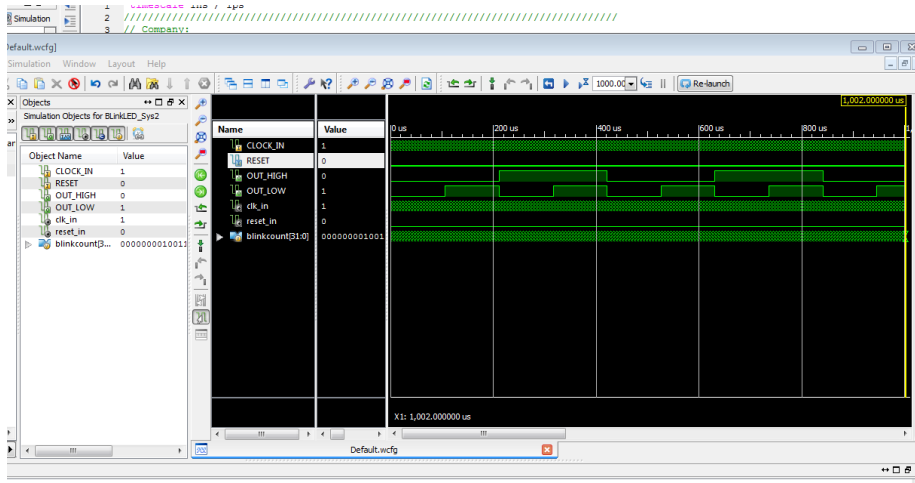 1 `timescale 1ns / 1ps
Simulation 2 ////////////////////////////////////////////////////////////////////////////////////
3 // Company:
Default.wcfg]
Simulation Window Layout Help
1000.00 Re-launch
Objects
Simulation Objects for BLinkLED_Sys2
Object Name Value
CLOCK_IN 1
RESET 0
OUT_HIGH 0
OUT_LOW 1
clk_in 1
reset_in 0
blinkcount[3... 00000000010011
Name Value
CLOCK_IN 1
RESET 0
OUT_HIGH 0
OUT_LOW 1
clk_in 1
reset_in 0
blinkcount[31:0] 000000001001
1,002.000000 us
0 us 200 us 400 us 600 us 800 us
X1: 1,002.000000 us
Default.wcfg